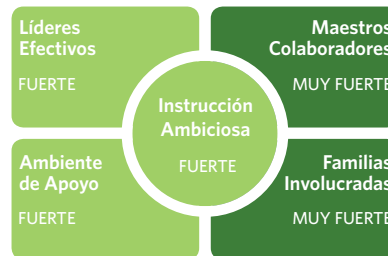 Líderes
Efectivos
FUERTE
Maestros
Colaboradores
MUY FUERTE
Instrucción
Ambiciosa
FUERTE
Ambiente
de Apoyo
FUERTE
Familias
Involucradas
MUY FUERTE